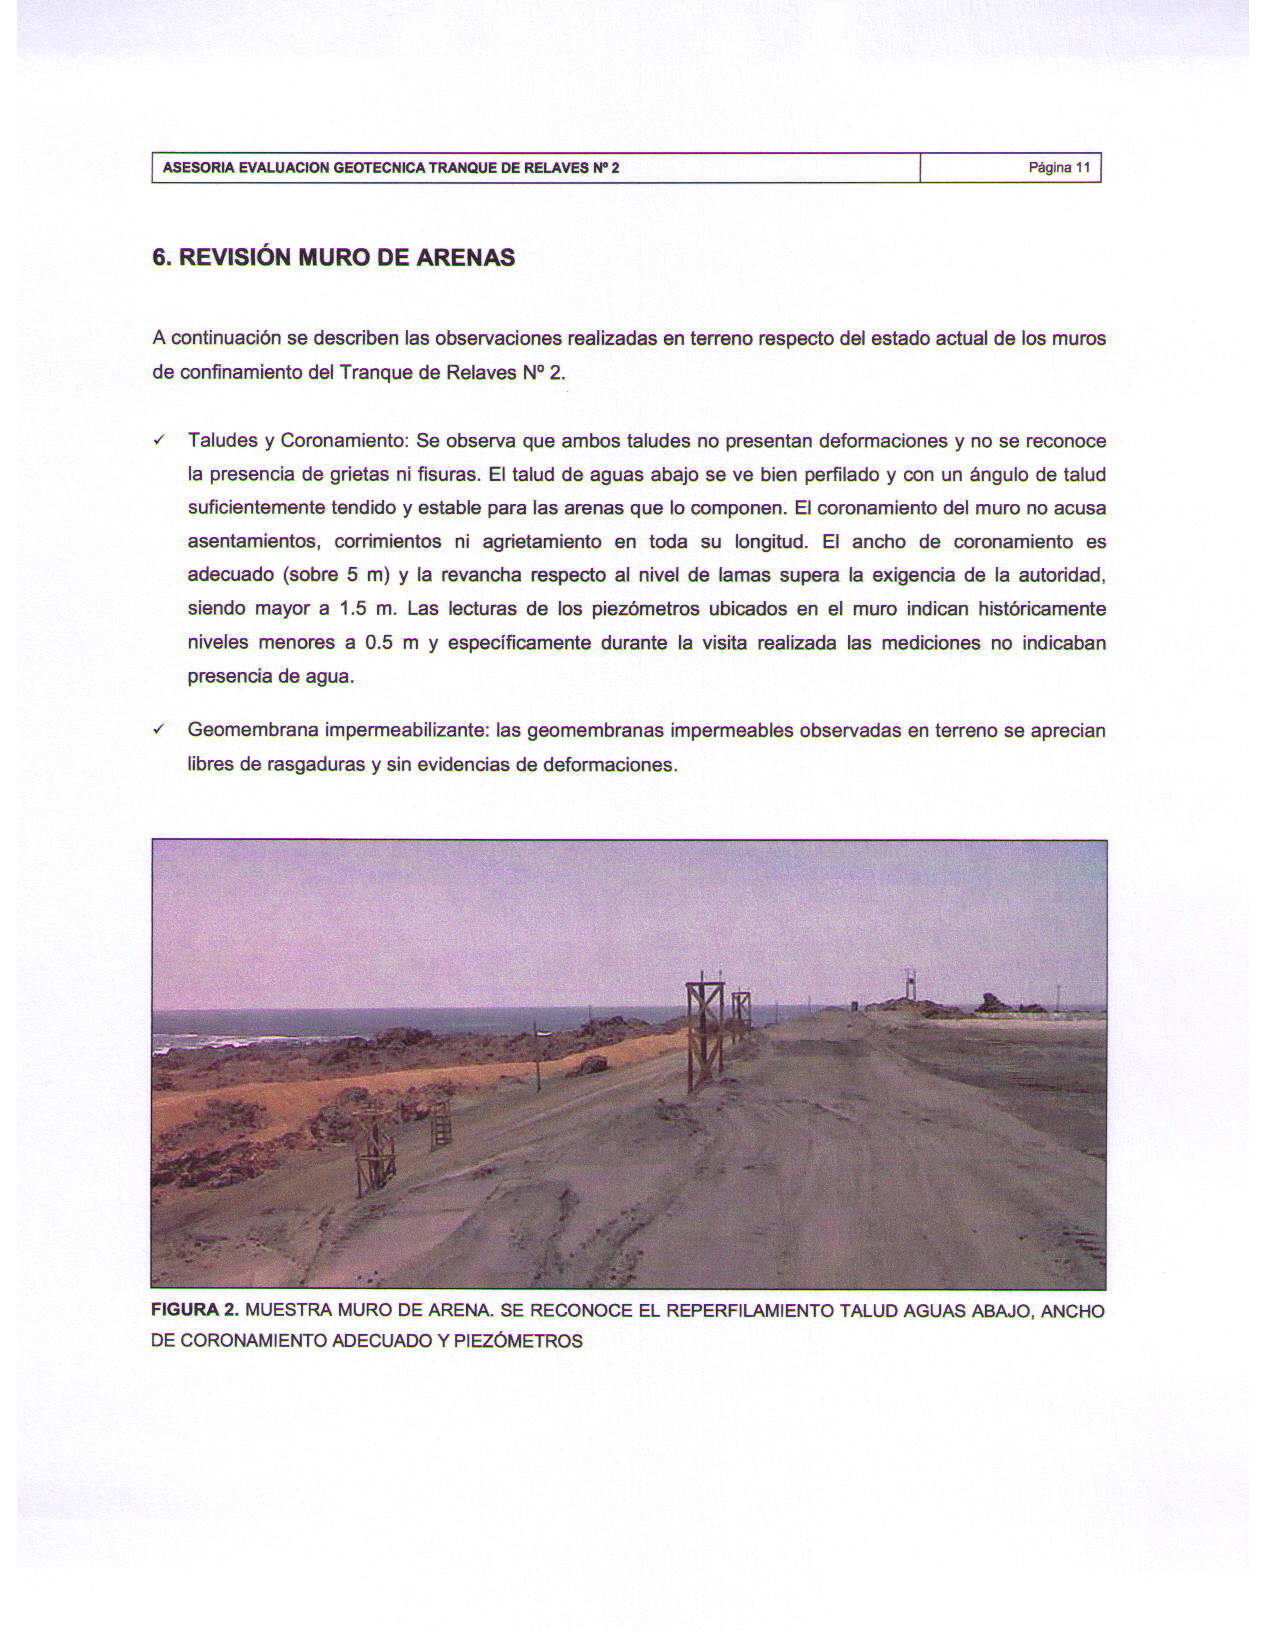 ASESORIA EVALUACION GEOTECNICA TRANQUE DE RELAVES Nº 2
Página 11
6. REVISIÓN MURO DE ARENAS
A continuación se describen las observaciones realizadas en terreno respecto del estado actual de los muros
de confinamiento del Tranque de Relaves Nº 2.
✓ Taludes y Coronamiento: Se observa que ambos taludes no presentan deformaciones y no se reconoce
la presencia de grietas ni fisuras. El talud de aguas abajo se ve bien perfilado y con un ángulo de talud
suficientemente tendido y estable para las arenas que lo componen. El coronamiento del muro no acusa
asentamientos, corrimientos ni agrietamiento en toda su longitud. El ancho de coronamiento es
adecuado (sobre 5 m) y la revancha respecto al nivel de lamas supera la exigencia de la autoridad,
siendo mayor a 1.5 m. Las lecturas de los piezómetros ubicados en el muro indican históricamente
niveles menores a 0.5 m y específicamente durante la visita realizada las mediciones no indicaban
presencia de agua.
✓ Geomembrana impermeabilizante: las geomembranas impermeables observadas en terreno se aprecian
libres de rasgaduras y sin evidencias de deformaciones.
FIGURA 2. MUESTRA MURO DE ARENA. SE RECONOCE EL REPERFILAMIENTO TALUD AGUAS ABAJO, ANCHO
DE CORONAMIENTO ADECUADO Y PIEZÓMETROS